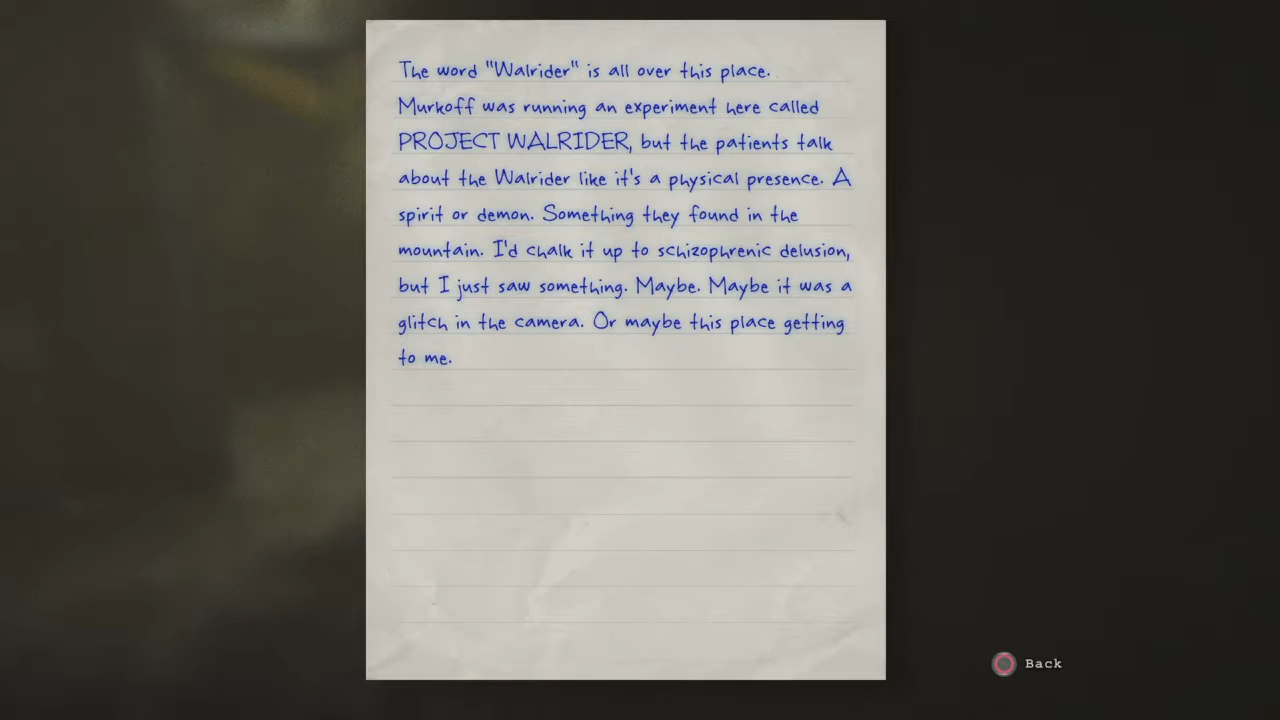 The word "Walrider" is all over this place.
Murkoff was running an experiment here called
PROJECT WALRIDER, but the patients talk
about the Walrider like it's a physical presence. A
spirit or demon. Something they found in the
mountain. I'd chalk it up to schizophrenic delusion,
but I just saw something. Maybe. Maybe it was a
glitch in the camera. Or maybe this place getting
to me.
Back